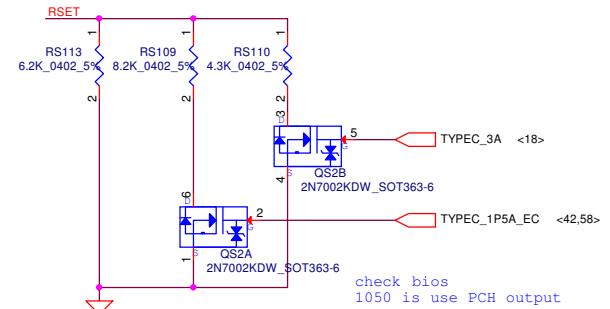 RSET
1 1 1
RS113 RS109 RS110
6.2K_0402_5% 8.2K_0402_5% 4.3K_0402_5%
2 2 2
3
D
5 TYPEC_3A <18>
G
S
4 QS2B
2N7002KDW_SOT363-6
6
D
2 TYPEC_1P5A_EC <42,58>
G
S
1 QS2A
2N7002KDW_SOT363-6
check bios
1050 is use PCH output